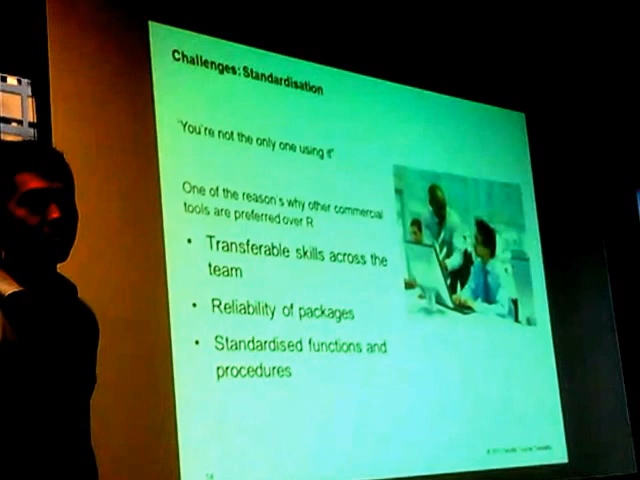 Challenges: Standardisation
"You're not the only one using it"
One of the reason's why other commercial
tools are preferred over R
• Transferable skills across the
team
• Reliability of packages
• Standardised functions and
procedures